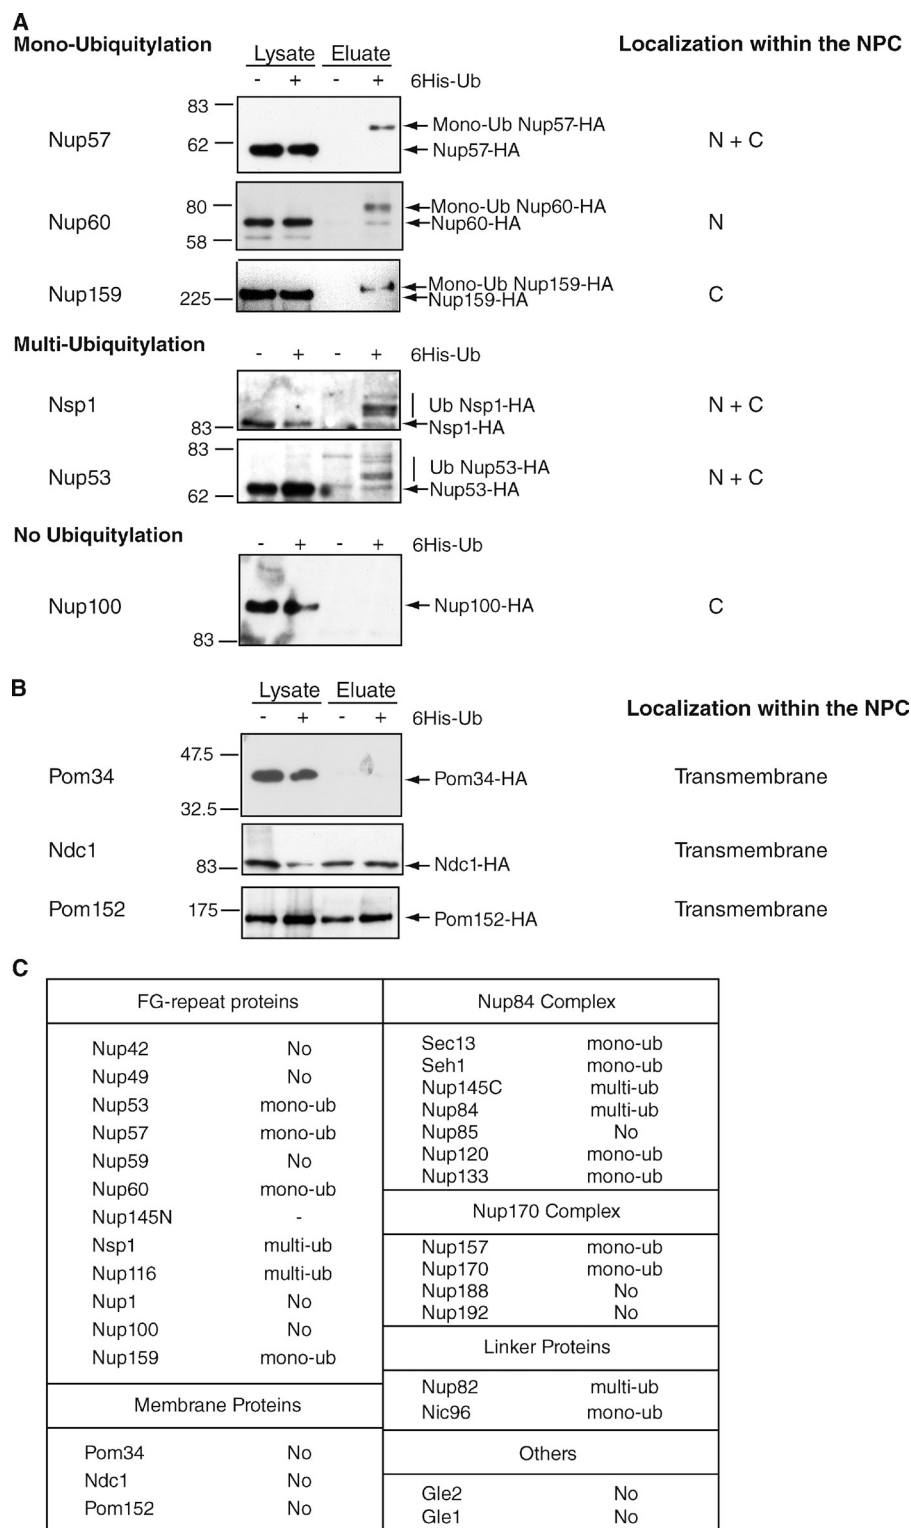 A
Mono-Ubiquitylation
Lysate Eluate
Localization within the NPC
- + - + 6His-Ub
83
Mono-Ub Nup57-HA
Nup57 62 Nup57-HA N + C
80 Mono-Ub Nup60-HA
Nup60 Nup60-HA N
58
Mono-Ub Nup159-HA
Nup159 225 Nup159-HA C
Multi-Ubiquitylation - + - + 6His-Ub
Nsp1 Ub Nsp1-HA N + C
83 Nsp1-HA
83
Ub Nup53-HA
Nup53 Nup53-HA N + C
62
No Ubiquitylation - + - + 6His-Ub
Nup100 Nup100-HA C
83
B
Lysate Eluate
Localization within the NPC
- + - + 6His-Ub
47.5
Pom34 Pom34-HA Transmembrane
32.5
Ndc1 Transmembrane
83 Ndc1-HA
Pom152 175 Transmembrane
Pom152-HA
C
FG-repeat proteins
Nup42 No
Nup49 No
Nup53 mono-ub
Nup57 mono-ub
Nup59 No
Nup60 mono-ub
Nup145N -
Nsp1 multi-ub
Nup116 multi-ub
Nup1 No
Nup100 No
Nup159 mono-ub
Membrane Proteins
Pom34 No
Ndc1 No
Pom152 No
Nup84 Complex
Sec13 mono-ub
Seh1 mono-ub
Nup145C multi-ub
Nup84 multi-ub
Nup85 No
Nup120 mono-ub
Nup133 mono-ub
Nup170 Complex
Nup157 mono-ub
Nup170 mono-ub
Nup188 No
Nup192 No
Linker Proteins
Nup82 multi-ub
Nic96 mono-ub
Others
Gle2 No
Gle1 No